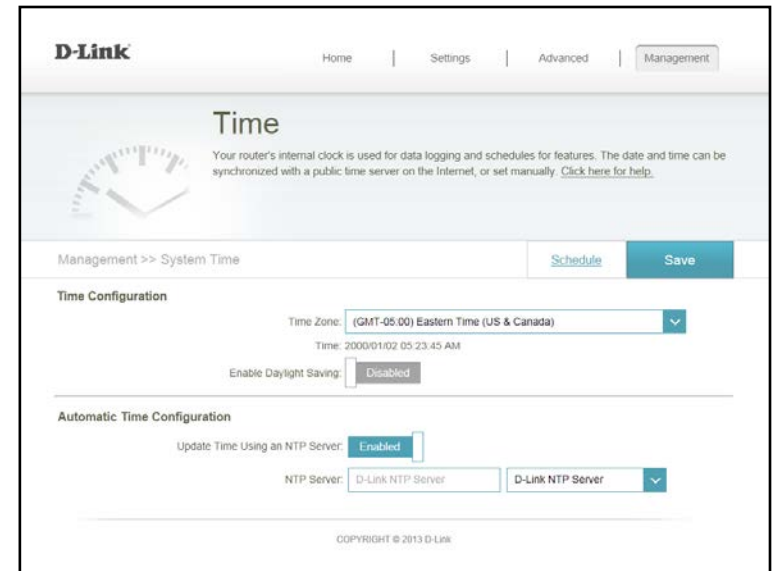 D-Link
Home | Settings | Advanced | Management
Time
Your router's internal clock is used for data logging and schedules for features. The date and time can be
synchronized with a public time server on the Internet, or set manually. Click here for help.
Management >> System Time
Schedule
Save
Time Configuration
Time Zone: (GMT-05:00) Eastern Time (US & Canada)
Time: 2000/01/02 05:23:45 AM
Enable Daylight Saving: Disabled
Automatic Time Configuration
Update Time Using an NTP Server: Enabled
NTP Server: D-Link NTP Server D-Link NTP Server
COPYRIGHT © 2013 D-Link